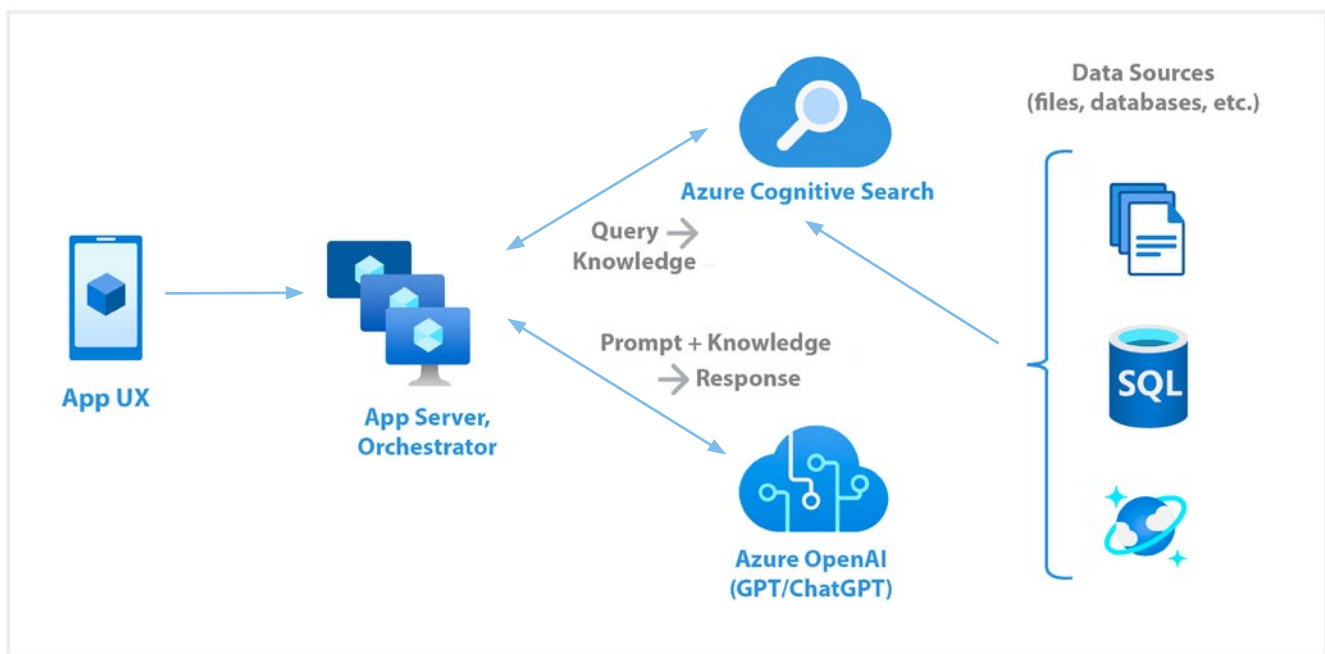 Data Sources
(files, databases, etc.)
Azure Cognitive Search
Query →
Knowledge
Prompt + Knowledge
→ Response
SQL
App UX
App Server,
Orchestrator
Azure OpenAI
(GPT/ChatGPT)